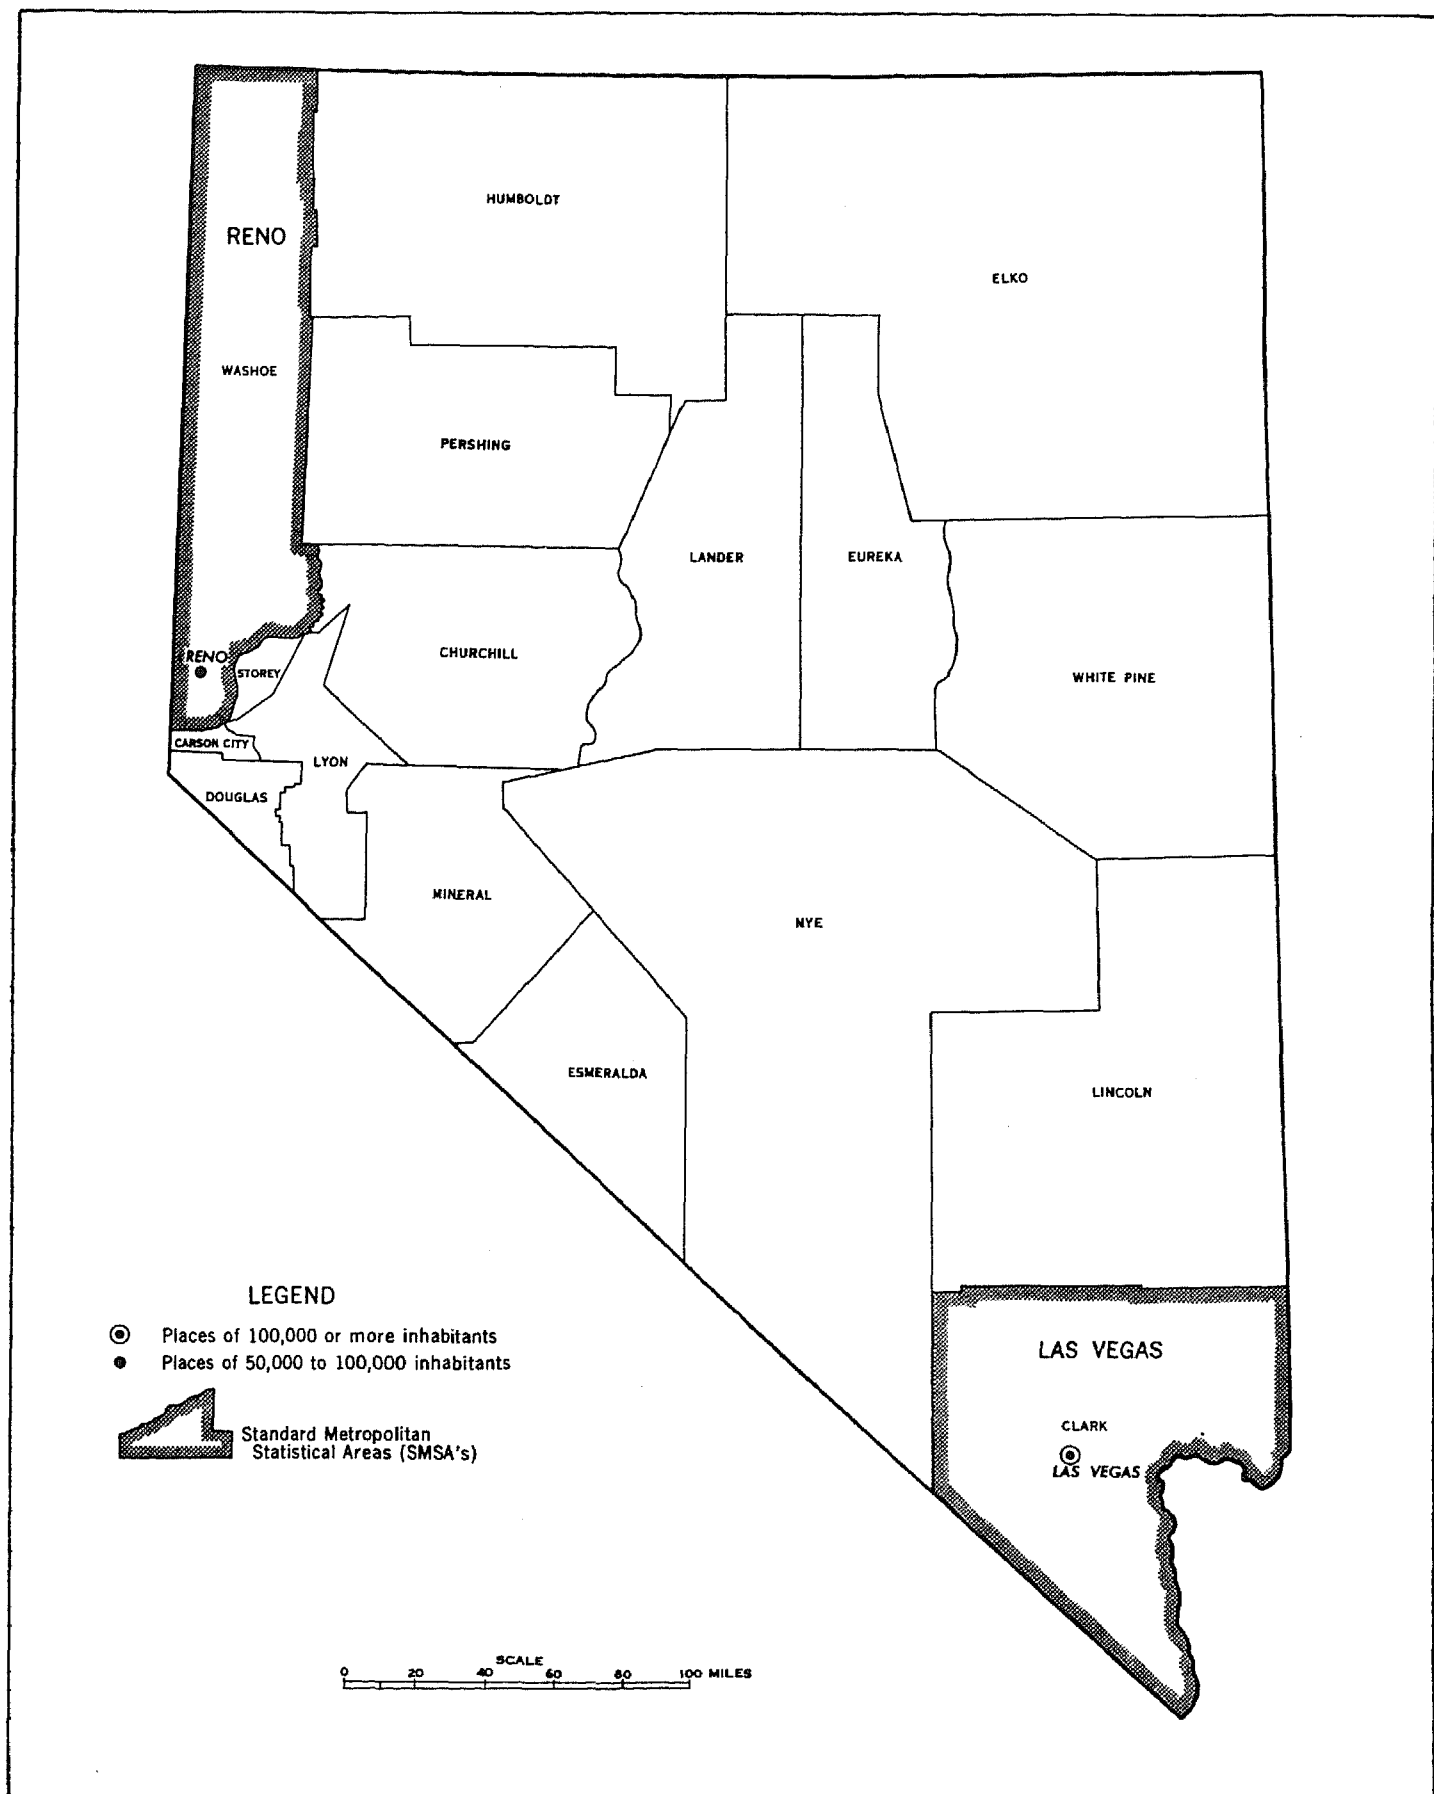 HUMBOLDT
RENO
ELKO
WASHOE
PERSHING
LANDER
EUREKA
CHURCHILL
RENO
STOREY
WHITE PINE
CARSON CITY
LYON
DOUGLAS
MINERAL
NYE
ESMERALDA
LINCOLN
LEGEND
Places of 100,000 or more inhabitants
Places of 50,000 to 100,000 inhabitants
Standard Metropolitan
Statistical Areas (SMSA's)
LAS VEGAS
CLARK
LAS VEGAS
SCALE
0 20 40 60 80 100 MILES